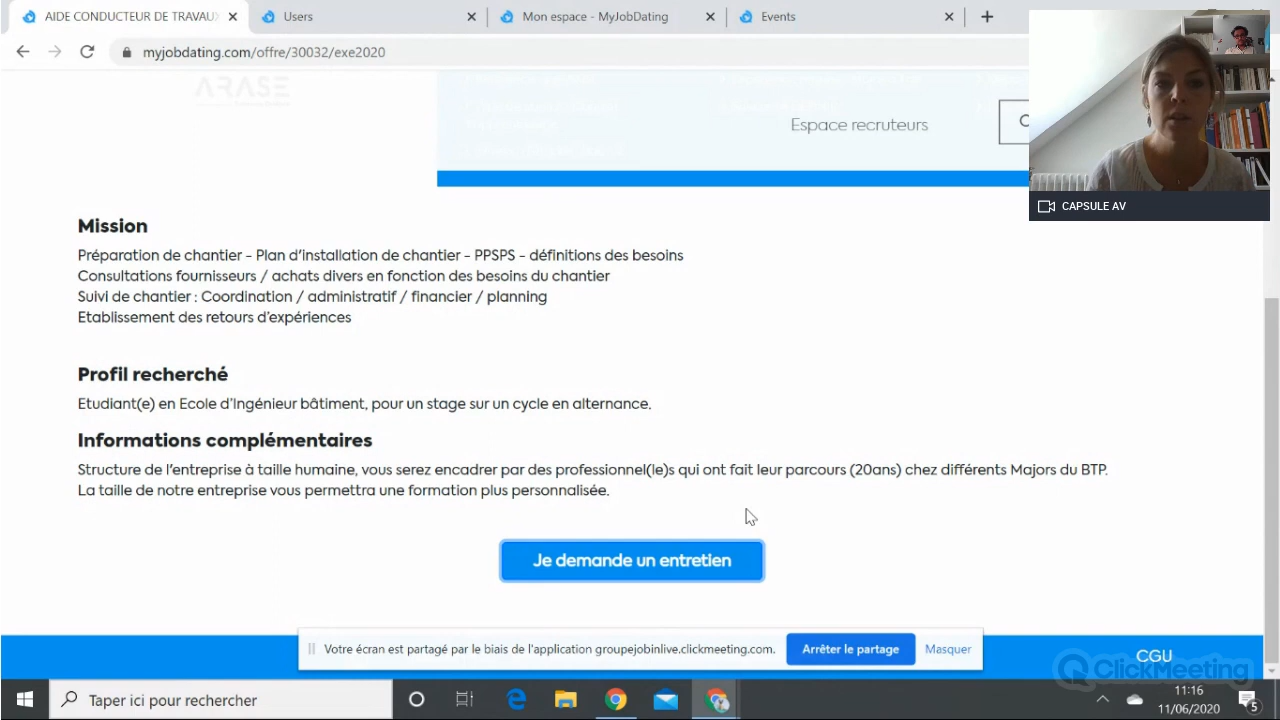 AIDE CONDUCTEUR DE TRAVAUX
Users
Mon espace - MyJobDating
Events
myjobdating.com/offre/30032/exe2020
ARASE
Espace recruteurs
CAPSULE AV
Mission
Préparation de chantier - Plan d'installation de chantier - PPSPS - définitions des besoins
Consultations fournisseurs / achats divers en fonction des besoins du chantier
Suivi de chantier : Coordination / administratif / financier / planning
Etablissement des retours d'expériences
Profil recherché
Etudiant(e) en Ecole d'Ingénieur bâtiment, pour un stage sur un cycle en alternance.
Informations complémentaires
Structure de l'entreprise à taille humaine, vous serez encadrer par des professionnel(le)s qui ont fait leur parcours (20ans) chez différents Majors du BTP.
La taille de notre entreprise vous permettra une formation plus personnalisée.
Je demande un entretien
Votre écran est partagé par le biais de l'application groupejobinlive.clickmeeting.com.
Arrêter le partage
Masquer
CGU
ClickMeeting
Taper ici pour rechercher
11:16
11/06/2020
5